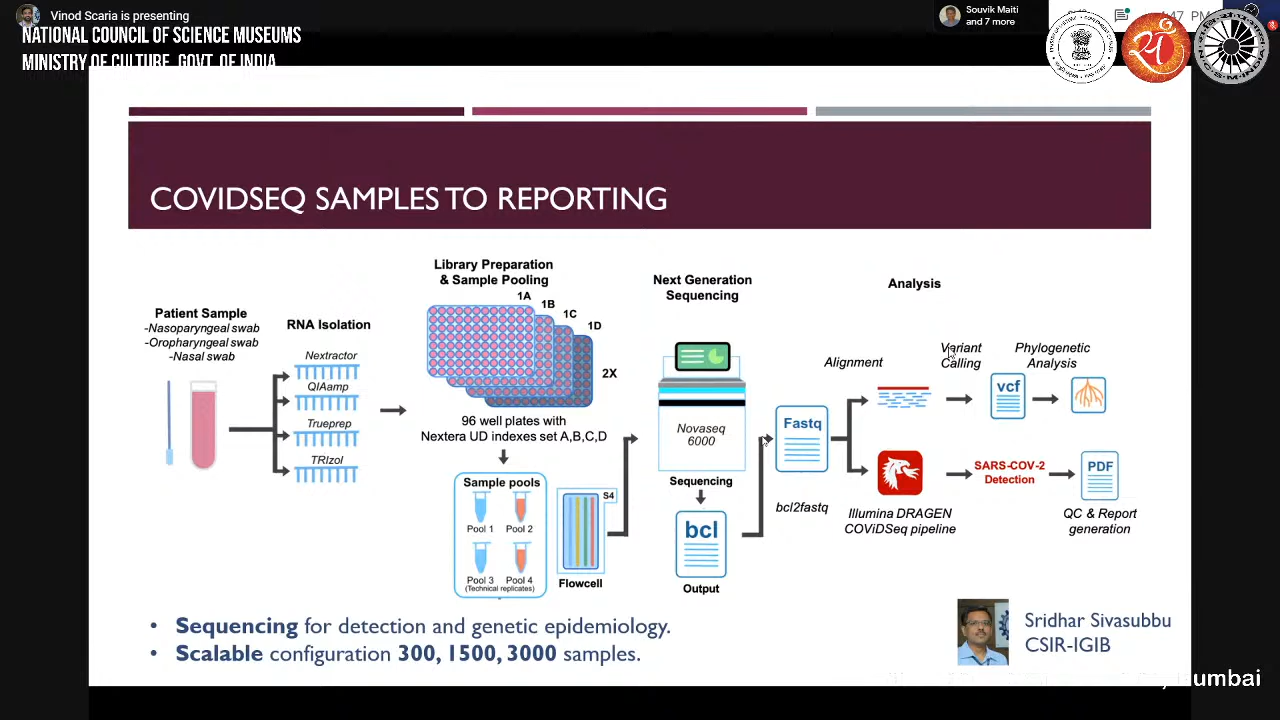 Vinod Scaria is presenting
NATIONAL COUNCIL OF SCIENCE MUSEUMS
MINISTRY OF CULTURE, GOVT. OF INDIA
Souvik Maiti
and 7 more
47 PM
COVIDSEQ SAMPLES TO REPORTING
Patient Sample
-Nasoparyngeal swab
-Oropharyngeal swab
-Nasal swab
RNA Isolation
Nextractor
QIAamp
Trueprep
TRIzol
Library Preparation
& Sample Pooling
1A
1B
1C
1D
2X
96 well plates with
Nextera UD indexes set A,B,C,D
Sample pools
Pool 1
Pool 2
Pool 3
Pool 4
(Technical replicates)
S4
Flowcell
Next Generation
Sequencing
Novaseq
6000
Sequencing
bcl
Output
Fastq
bcl2fastq
Analysis
Alignment
Variant
Calling
vcf
Phylogenetic
Analysis
Illumina DRAGEN
COViDSeq pipeline
SARS-COV-2
Detection
PDF
QC & Report
generation
• Sequencing for detection and genetic epidemiology.
• Scalable configuration 300, 1500, 3000 samples.
Sridhar Sivasubbu
CSIR-IGIB
Mumbai